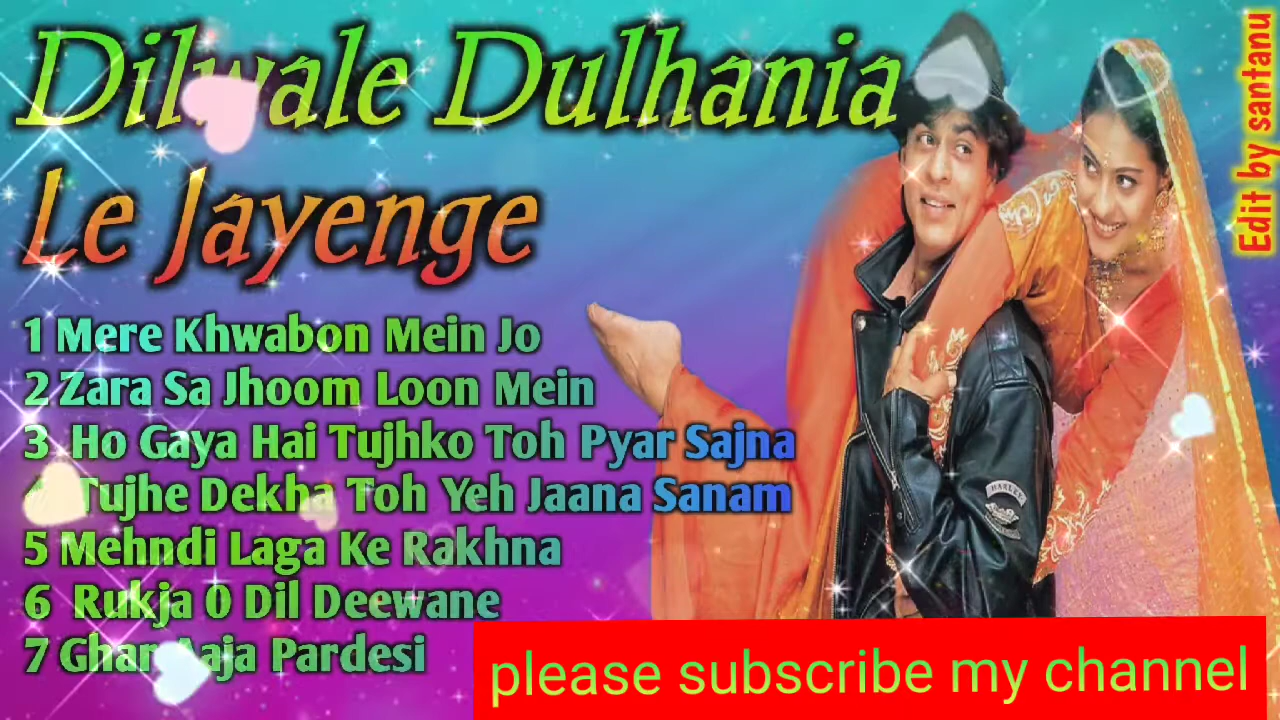 Dilwale Dulhania
Le Jayenge
1 Mere Khwabon Mein Jo
2 Zara Sa Jhoom Loon Mein
3 Ho Gaya Hai Tujhko Toh Pyar Sajna
4 Tujhe Dekha Toh Yeh Jaana Sanam
5 Mehndi Laga Ke Rakhna
6 Rukja O Dil Deewane
7 Ghar Aaja Pardesi
please subscribe my channel
Edit by santanu
HARLEY